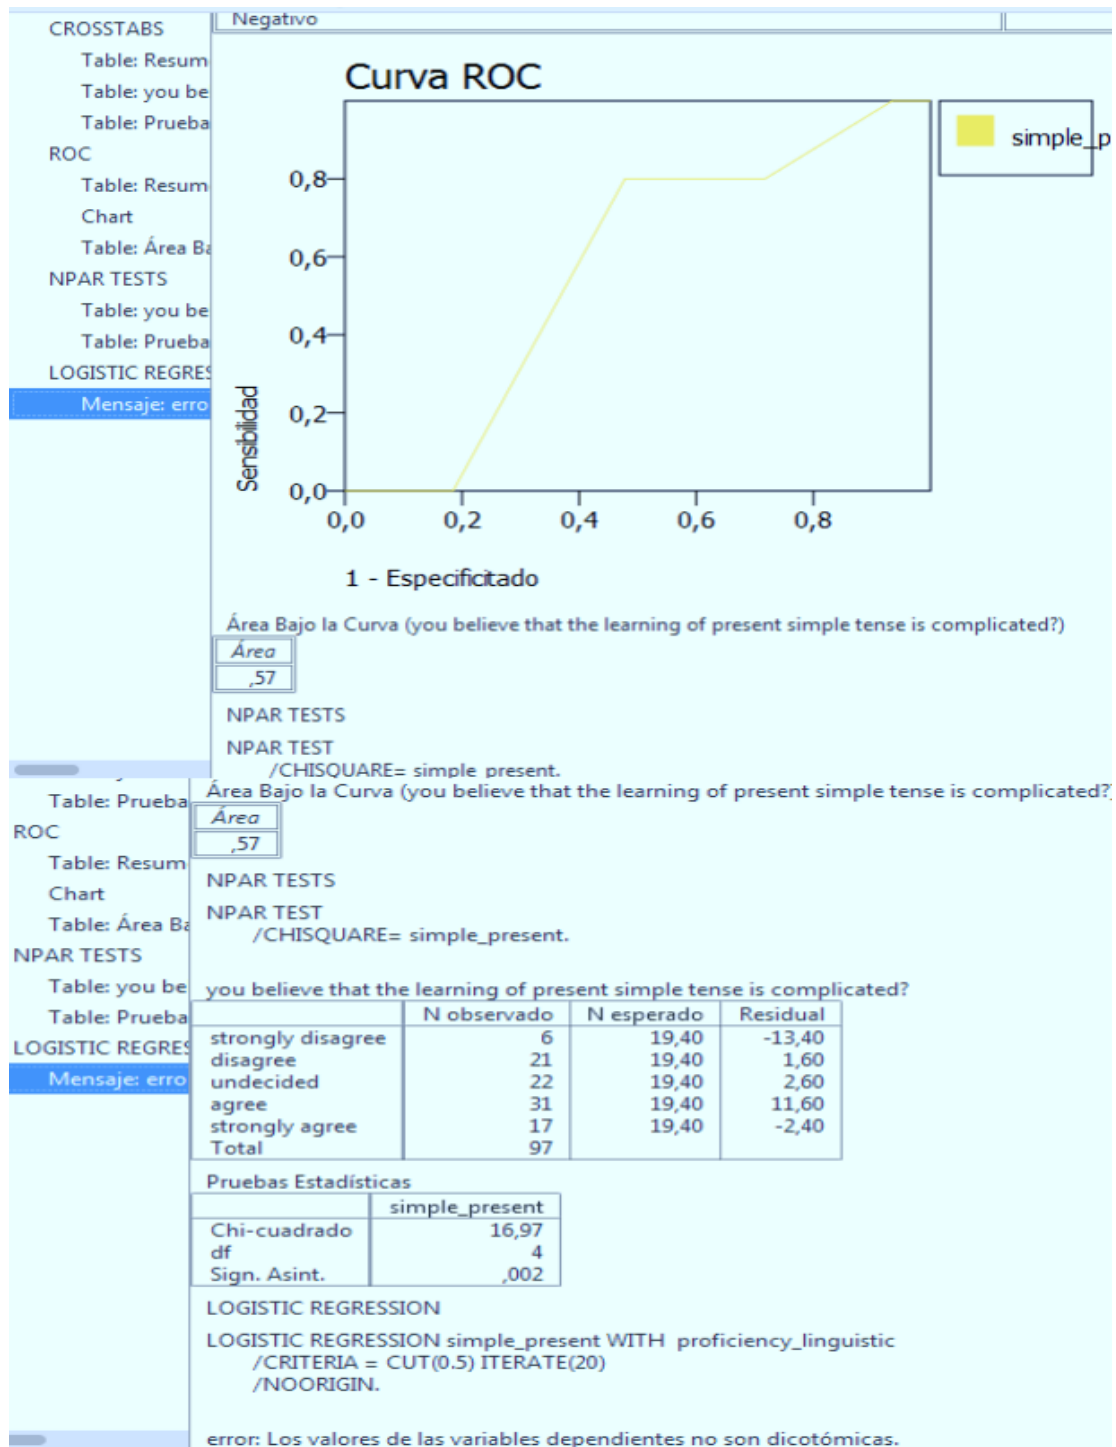 Negativo
CROSSTABS
Table: Resum
Table: you be
Table: Prueba
ROC
Table: Resum
Chart
Table: Área Ba
NPAR TESTS
Table: you be
Table: Prueba
LOGISTIC REGRES
Mensaje: erro
Curva ROC
simple_p
0,8
0,6
0,4
0,2
0,0
Sensibilidad
0,0 0,2 0,4 0,6 0,8
1 - Especificitado
Área Bajo la Curva (you believe that the learning of present simple tense is complicated?)
Área
,57
NPAR TESTS
NPAR TEST
/CHISQUARE= simple_present.
Table: Prueba
ROC
Table: Resum
Chart
Table: Área Ba
NPAR TESTS
Table: you be
Table: Prueba
LOGISTIC REGRES
Mensaje: erro
Área Bajo la Curva (you believe that the learning of present simple tense is complicated?)
Área
,57
NPAR TESTS
NPAR TEST
/CHISQUARE= simple_present.
you believe that the learning of present simple tense is complicated?
N observado N esperado Residual
strongly disagree 6 19,40 -13,40
disagree 21 19,40 1,60
undecided 22 19,40 2,60
agree 31 19,40 11,60
strongly agree 17 19,40 -2,40
Total 97
Pruebas Estadísticas
simple_present
Chi-cuadrado 16,97
df 4
Sign. Asint. ,002
LOGISTIC REGRESSION
LOGISTIC REGRESSION simple_present WITH proficiency_linguistic
/CRITERIA = CUT(0.5) ITERATE(20)
/NOORIGIN.
error: Los valores de las variables dependientes no son dicotómicas.